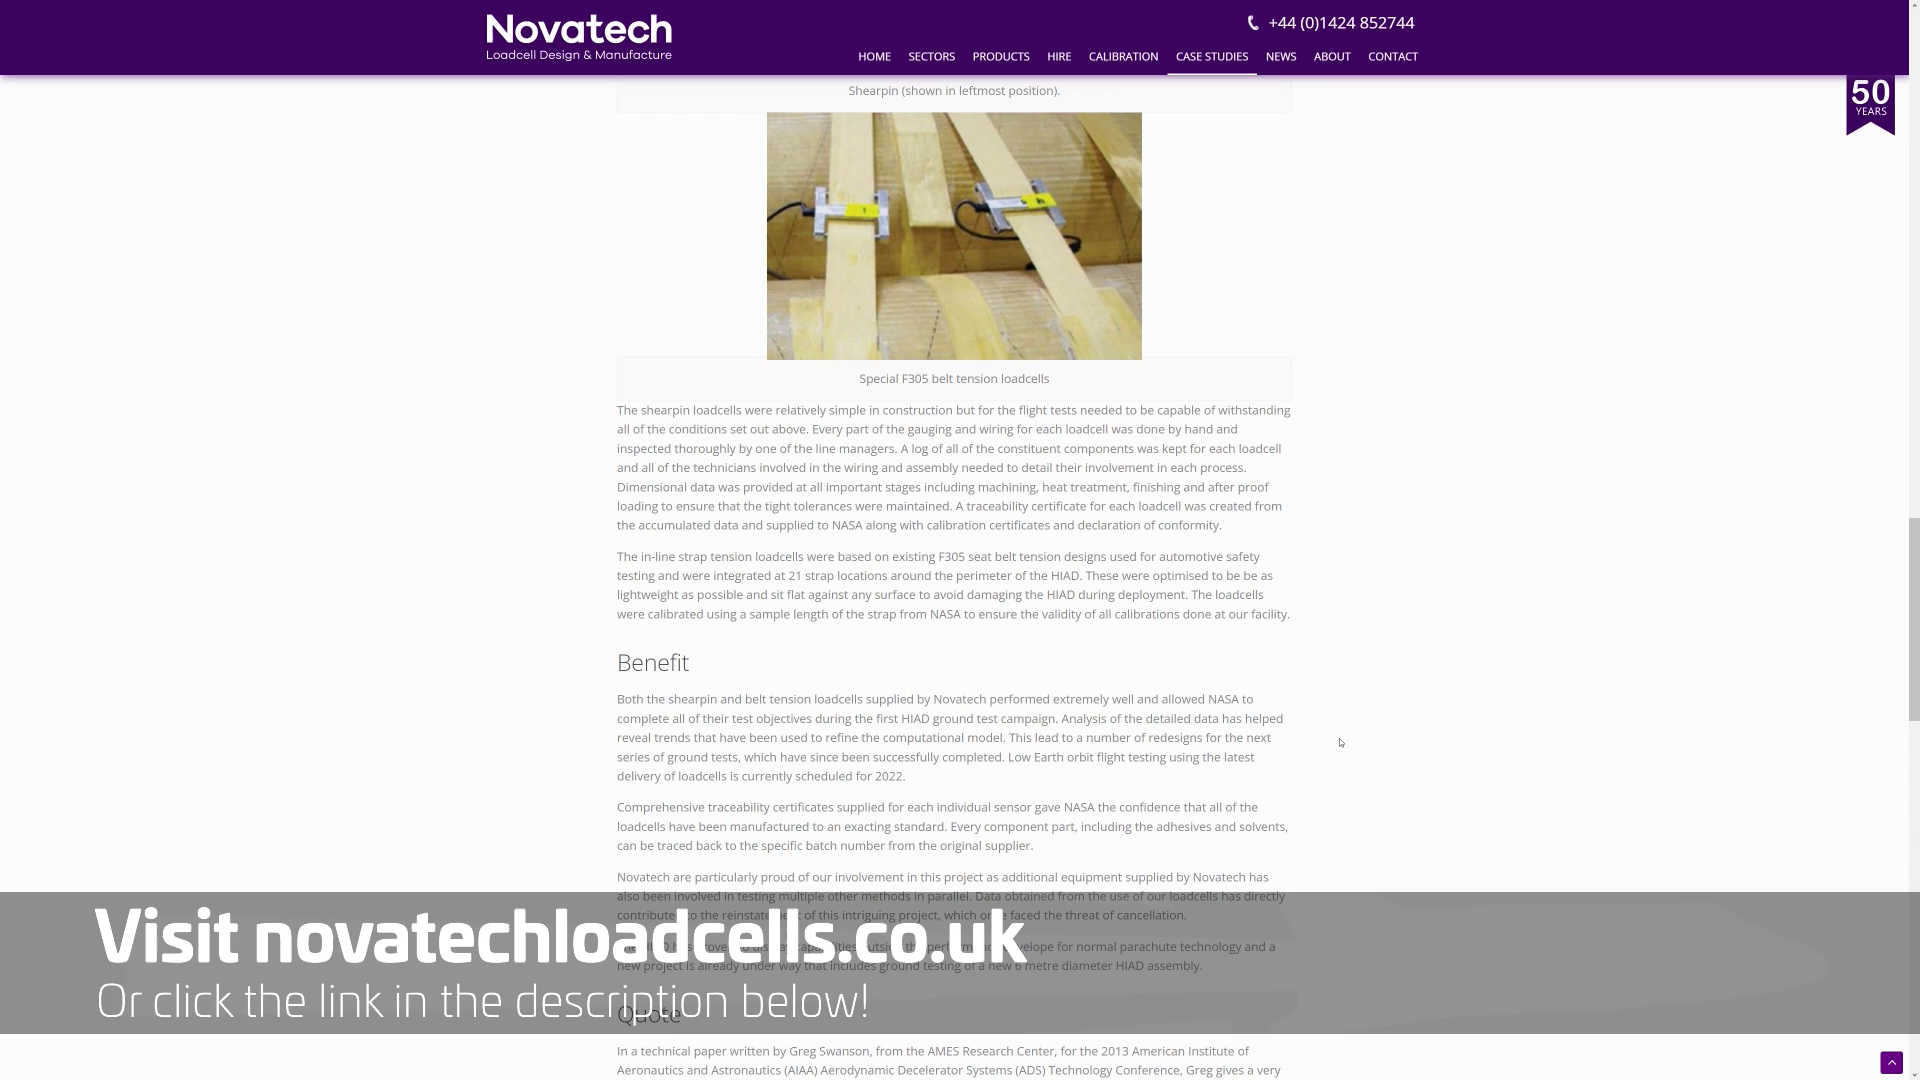 Novatech
Loadcell Design & Manufacture
+44 (0)1424 852744
HOME SECTORS PRODUCTS HIRE CALIBRATION CASE STUDIES NEWS ABOUT CONTACT
50
YEARS
Shearpin (shown in leftmost position).
Special F305 belt tension loadcells
The shearpin loadcells were relatively simple in construction but for the flight tests needed to be capable of withstanding
all of the conditions set out above. Every part of the gauging and wiring for each loadcell was done by hand and
inspected thoroughly by one of the line managers. A log of all of the constituent components was kept for each loadcell
and all of the technicians involved in the wiring and assembly needed to detail their involvement in each process.
Dimensional data was provided at all important stages including machining, heat treatment, finishing and after proof
loading to ensure that the tight tolerances were maintained. A traceability certificate for each loadcell was created from
the accumulated data and supplied to NASA along with calibration certificates and declaration of conformity.
The in-line strap tension loadcells were based on existing F305 seat belt tension designs used for automotive safety
testing and were integrated at 21 strap locations around the perimeter of the HIAD. These were optimised to be be as
lightweight as possible and sit flat against any surface to avoid damaging the HIAD during deployment. The loadcells
were calibrated using a sample length of the strap from NASA to ensure the validity of all calibrations done at our facility.
Benefit
Both the shearpin and belt tension loadcells supplied by Novatech performed extremely well and allowed NASA to
complete all of their test objectives during the first HIAD ground test campaign. Analysis of the detailed data has helped
reveal trends that have been used to refine the computational model. This lead to a number of redesigns for the next
series of ground tests, which have since been successfully completed. Low Earth orbit flight testing using the latest
delivery of loadcells is currently scheduled for 2022.
Comprehensive traceability certificates supplied for each individual sensor gave NASA the confidence that all of the
loadcells have been manufactured to an exacting standard. Every component part, including the adhesives and solvents,
can be traced back to the specific batch number from the original supplier.
Novatech are particularly proud of our involvement in this project as additional equipment supplied by Novatech has
also been involved in testing multiple other methods in parallel. Data obtained from the use of our loadcells has directly
to the of this intriguing project, which faced the threat of cancellation.
for normal parachute technology and a
new project is already under way that includes ground testing of a new 6 metre diameter HIAD assembly.
Visit novatechloadcells.co.uk
Or click the link in the description below!
Quote
In a technical paper written by Greg Swanson, from the AMES Research Center, for the 2013 American Institute of
Aeronautics and Astronautics (AIAA) Aerodynamic Decelerator Systems (ADS) Technology Conference, Greg gives a very